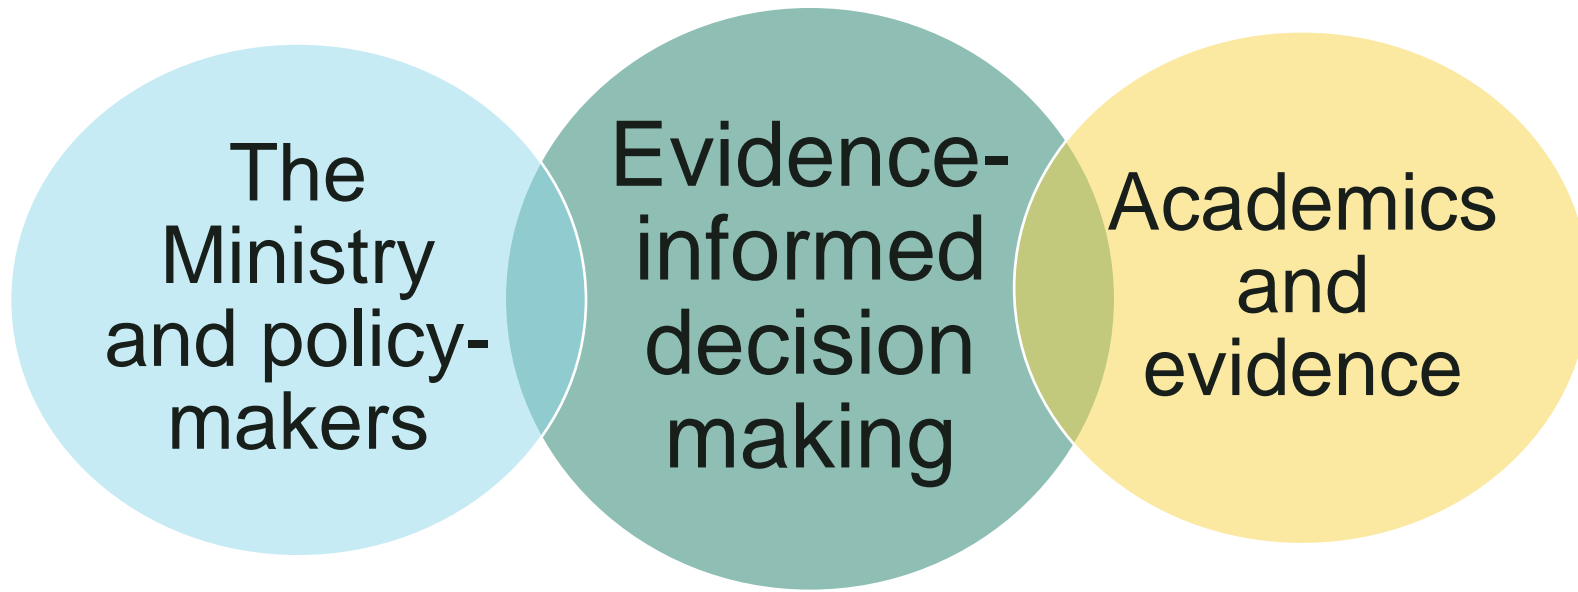 The
Ministry
and policy-
makers
Evidence-
informed
decision
making
Academics
and
evidence